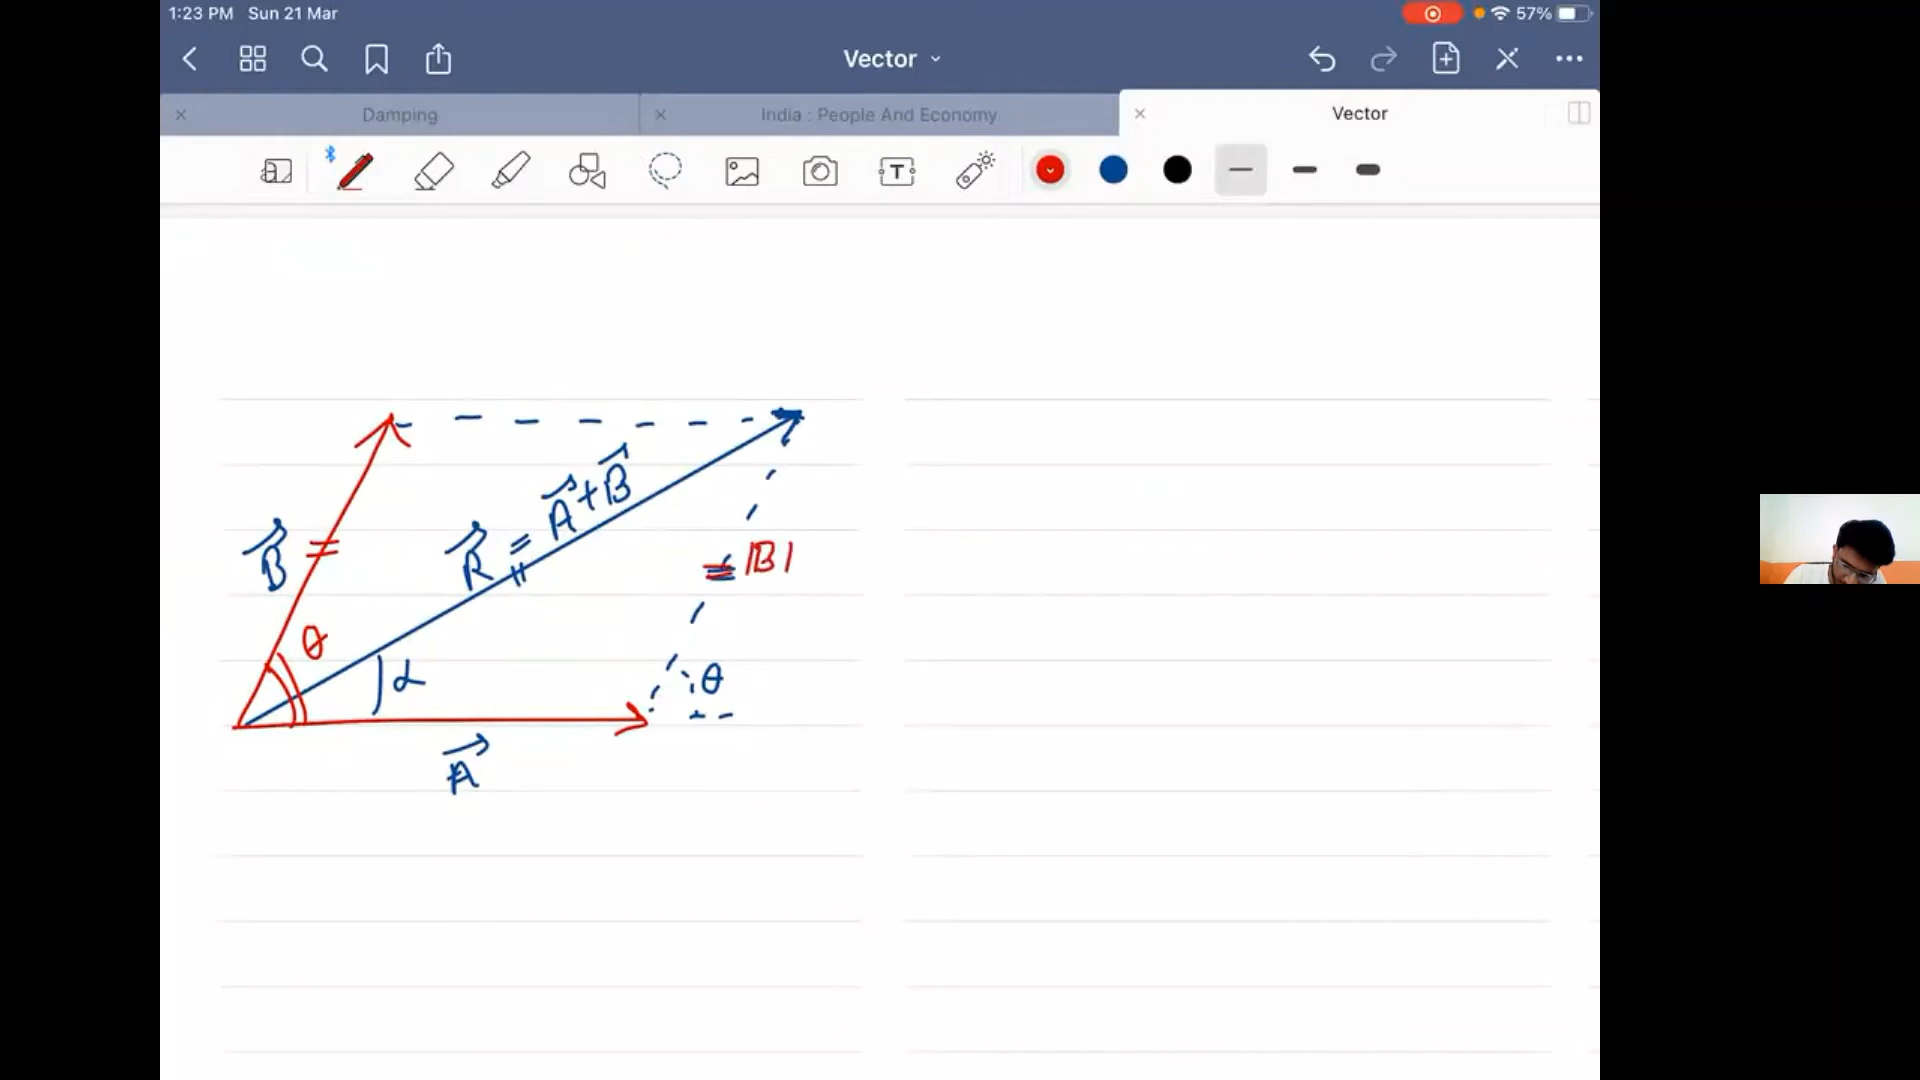 1:23 PM Sun 21 Mar
57%
Vector
Damping
India : People And Economy
Vector
T
B
R = A + B
|B|
θ
α
θ
A